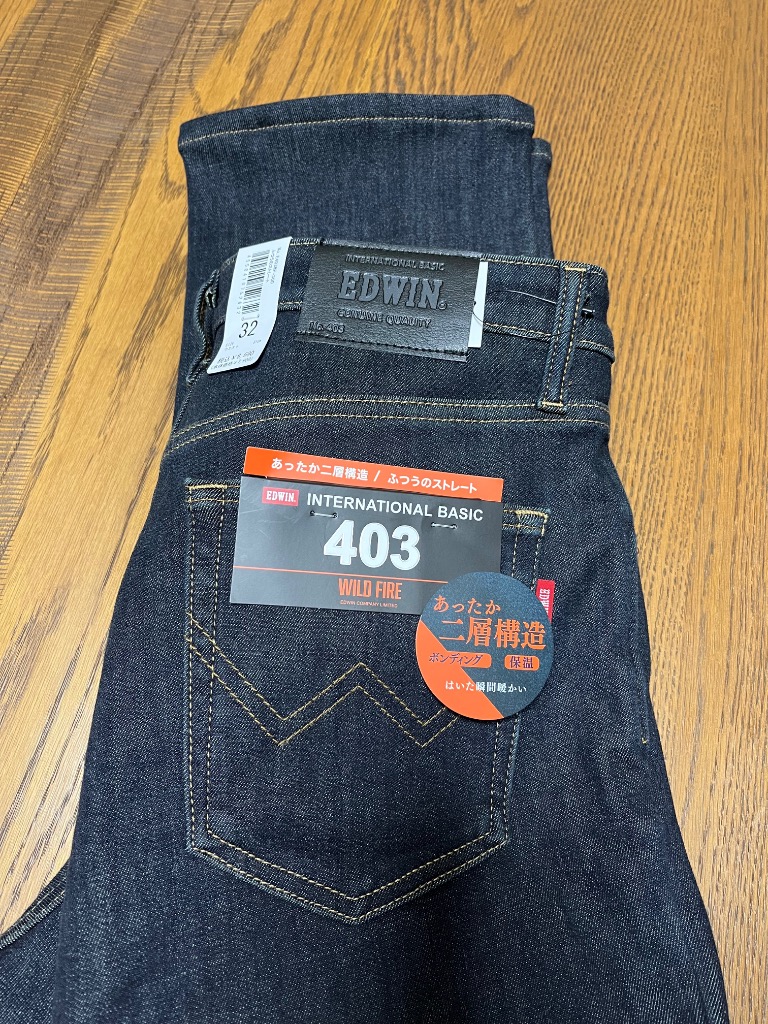 INTERNATIONAL BASIC
EDWIN
GENUINE QUALITY
No.403
32
あったか二層構造 / ふつうのストレート
EDWIN
INTERNATIONAL BASIC
403
WILD FIRE
EDWIN COMPANY LIMITED
EDWIN
あったか
二層構造
ボンディング 保温
はいた瞬間暖かい